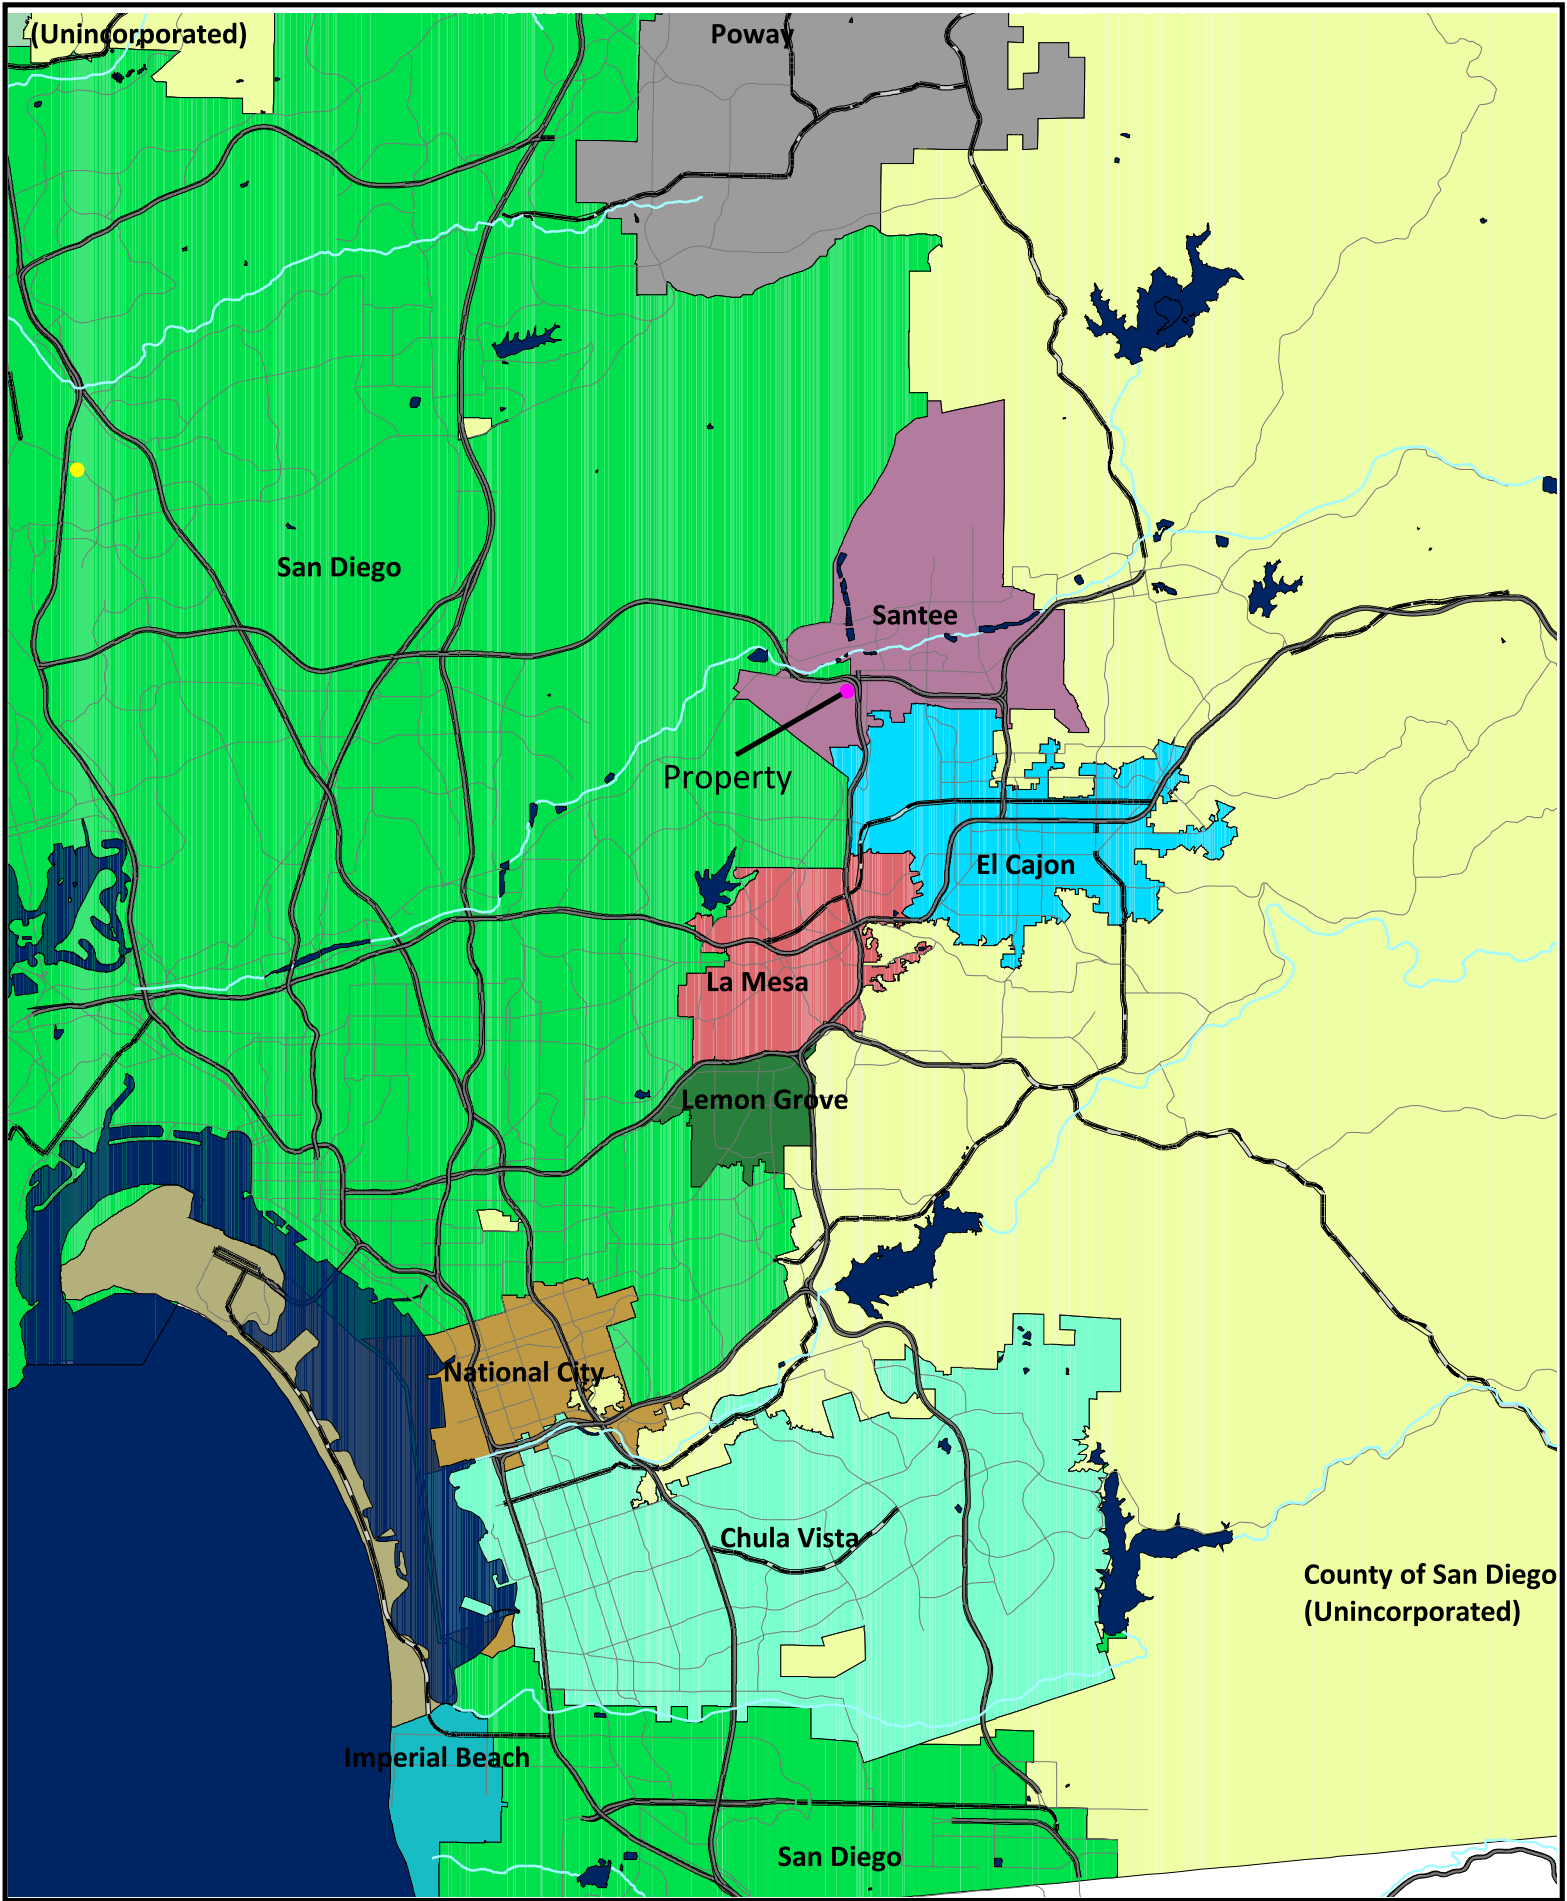 (Unincorporated)
Poway
San Diego
Santee
Property
El Cajon
La Mesa
Lemon Grove
National City
Chula Vista
County of San Diego
(Unincorporated)
Imperial Beach
San Diego